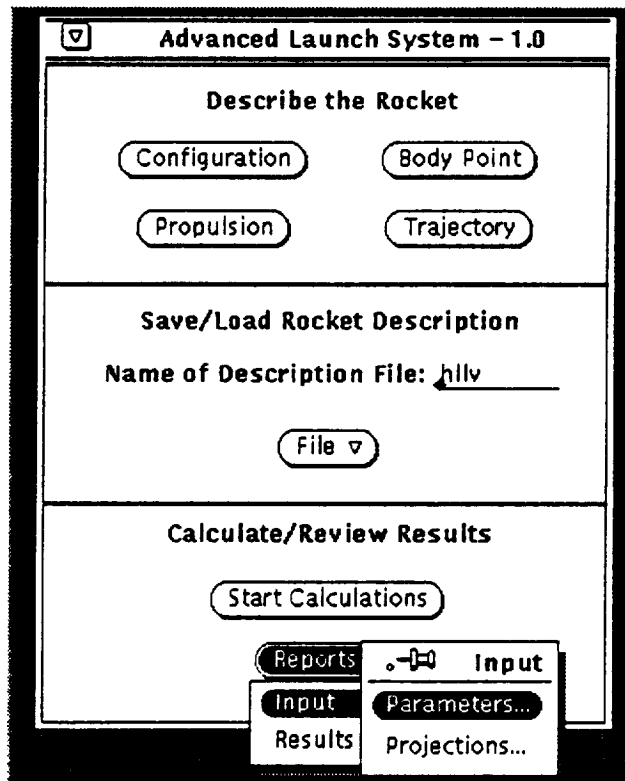 Advanced Launch System – 1.0
Describe the Rocket
Configuration Body Point
Propulsion Trajectory
Save/Load Rocket Description
Name of Description File: hllv
File
Calculate/Review Results
Start Calculations
Reports Input
Input Parameters...
Results Projections...